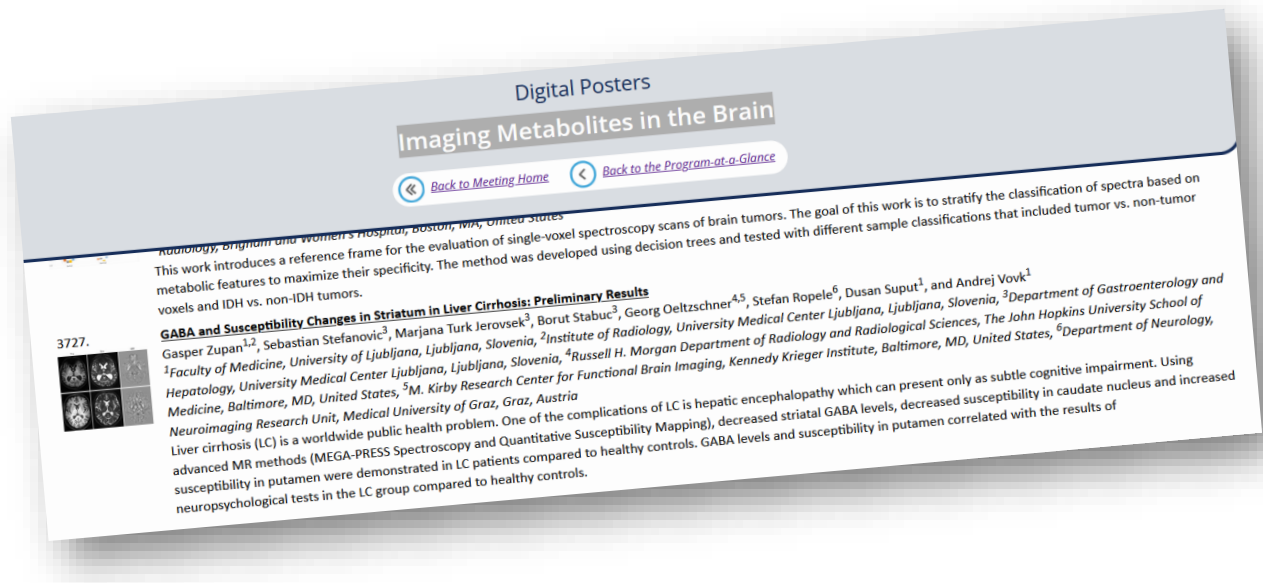 Digital Posters
Imaging Metabolites in the Brain
Back to Meeting Home Back to the Program-at-a-Glance
Radiology, Brigham and Women's Hospital, Boston, MA, United States
This work introduces a reference frame for the evaluation of single-voxel spectroscopy scans of brain tumors. The goal of this work is to stratify the classification of spectra based on
metabolic features to maximize their specificity. The method was developed using decision trees and tested with different sample classifications that included tumor vs. non-tumor
voxels and IDH vs. non-IDH tumors.
3727.
GABA and Susceptibility Changes in Striatum in Liver Cirrhosis: Preliminary Results
Gasper Zupan1,2, Sebastian Stefanovic3, Marjana Turk Jerovsek3, Borut Stabuc3, Georg Oeltzschner4,5, Stefan Ropele6, Dusan Suput1, and Andrej Vovk1
1Faculty of Medicine, University of Ljubljana, Ljubljana, Slovenia, 2Institute of Radiology, University Medical Center Ljubljana, Ljubljana, Slovenia, 3Department of Gastroenterology and
Hepatology, University Medical Center Ljubljana, Ljubljana, Slovenia, 4Russell H. Morgan Department of Radiology and Radiological Sciences, The John Hopkins University School of
Medicine, Baltimore, MD, United States, 5M. Kirby Research Center for Functional Brain Imaging, Kennedy Krieger Institute, Baltimore, MD, United States, 6Department of Neurology,
Neuroimaging Research Unit, Medical University of Graz, Graz, Austria
Liver cirrhosis (LC) is a worldwide public health problem. One of the complications of LC is hepatic encephalopathy which can present only as subtle cognitive impairment. Using
advanced MR methods (MEGA-PRESS Spectroscopy and Quantitative Susceptibility Mapping), decreased striatal GABA levels, decreased susceptibility in caudate nucleus and increased
susceptibility in putamen were demonstrated in LC patients compared to healthy controls. GABA levels and susceptibility in putamen correlated with the results of
neuropsychological tests in the LC group compared to healthy controls.